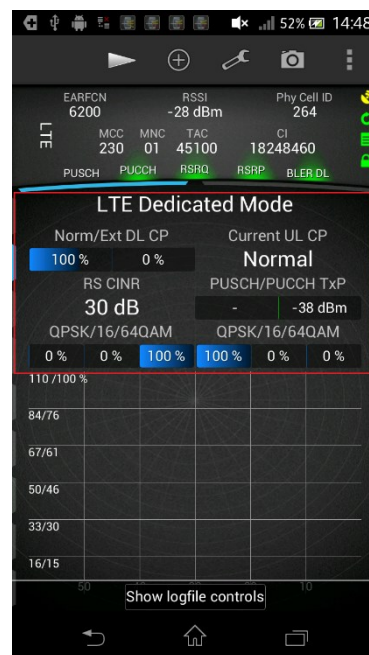 52% 14:48
EARFCN RSSI Phy Cell ID
6200 -28 dBm 264
LTE
MCC MNC TAC CI
230 01 45100 18248460
PUSCH PUCCH RSRQ RSRP BLER DL
LTE Dedicated Mode
Norm/Ext DL CP Current UL CP
100 % 0 % Normal
RS CINR PUSCH/PUCCH TxP
30 dB - -38 dBm
QPSK/16/64QAM QPSK/16/64QAM
0 % 0 % 100 % 100 % 0 % 0 %
110 /100 %
84/76
67/61
50/46
33/30
16/15
50 10
Show logfile controls